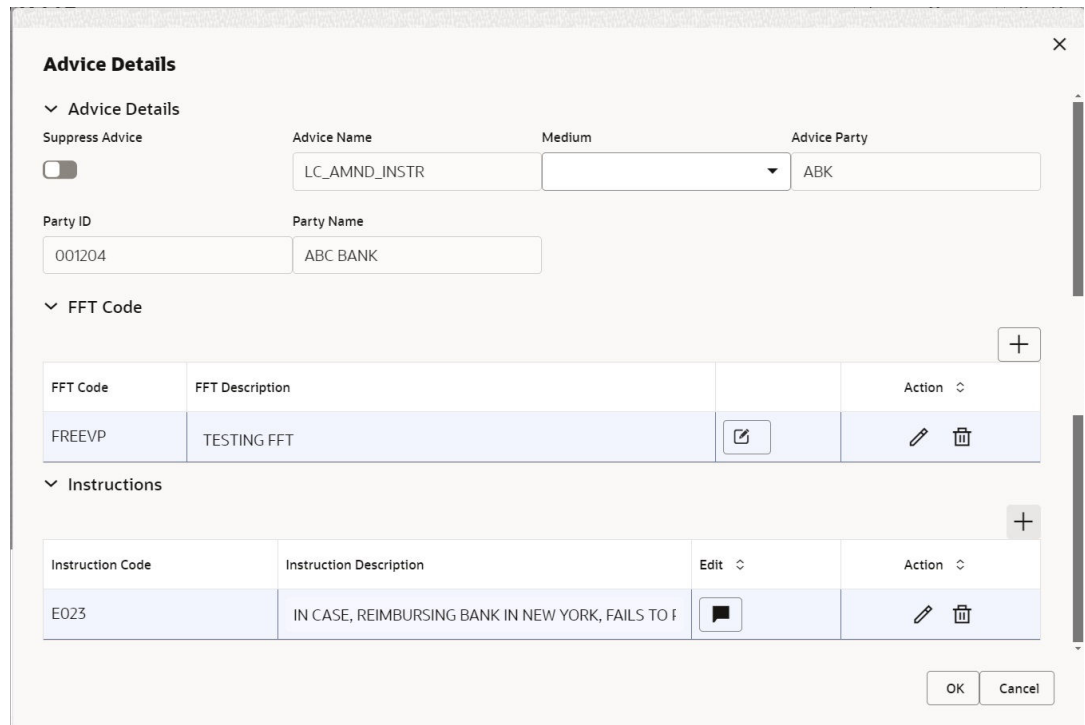 Advice Details
Advice Details
Suppress Advice Advice Name Medium Advice Party
LC_AMND_INSTR ABK
Party ID Party Name
001204 ABC BANK
FFT Code
FFT Code FFT Description Action
FREEVP TESTING FFT
Instructions
Instruction Code Instruction Description Edit Action
E023 IN CASE, REIMBURSING BANK IN NEW YORK, FAILS TO
OK Cancel